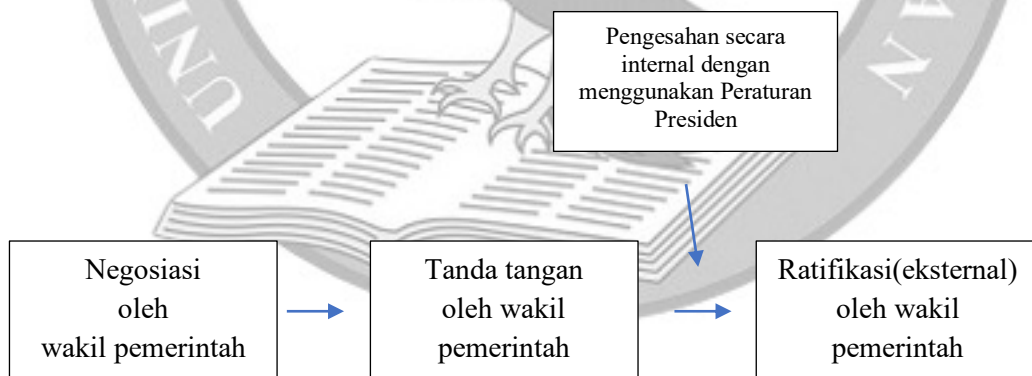 Pengesahan secara
internal dengan
menggunakan Peraturan
Presiden
Negosiasi
oleh
wakil pemerintah
Tanda tangan
oleh wakil
pemerintah
Ratifikasi(eksternal)
oleh wakil
pemerintah